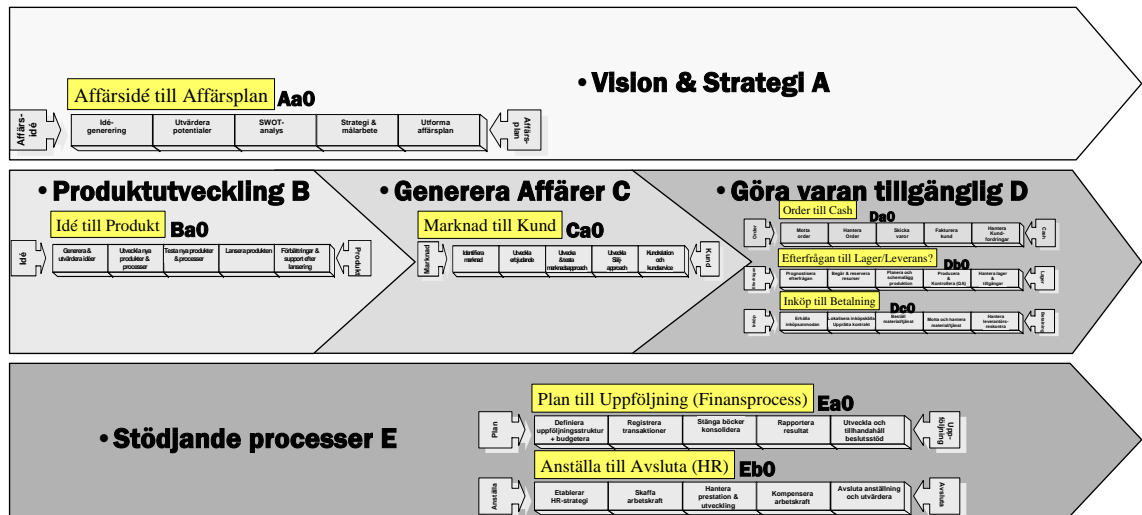 • Vision & Strategi A
Affärsidé till Affärsplan Aa0
Affärs-
idé
Idé-
generering
Utvärdera
potentialer
SWOT-
analys
Strategi &
målarbete
Utforma
affärsplan
Affärs-
plan
• Produktutveckling B
Idé till Produkt Ba0
Idé
Generera &
utvärdera idéer
Utveckla nya
produkter &
processer
Testa nya produkter
& processer
Lansera produkten
Förbättringar &
support efter
lansering
Produkt
• Generera Affärer C
Marknad till Kund Ca0
Marknad
Identifiera
marknad
Utveckla
erbjudande
Utveckla
& testa
marknadsapproach
Utveckla
Sälj-
approach
Kundrelation
och
kundservice
Kund
• Göra varan tillgänglig D
Order till Cash Da0
Order
Motta
order
Hantera
Order
Skicka
varor
Fakturera
kund
Hantera
Kund-
fordringar
Cash
Efterfrågan till Lager/Leverans? Db0
Efterfrågan
Prognostisera
efterfrågan
Begär & reservera
resurser
Planera och
schemalägg
produktion
Producera
&
Kontrollera (QA)
Hantera lager
&
tillgångar
Lager
Inköp till Betalning Dc0
Inköp
Erhålla
inköpsanmodan
Lokalisera inköpskälla
Upprätta kontrakt
Beställ
material/tjänst
Motta och hantera
material/tjänst
Hantera
leverantörs-
reskontra
Betalning
• Stödjande processer E
Plan till Uppföljning (Finansprocess) Ea0
Plan
Definiera
uppföljningsstruktur
+ budgetera
Registrera
transaktioner
Stänga böcker
konsolidera
Rapportera
resultat
Utveckla och
tillhandahåll
beslutsstöd
Upp-
följning
Anställa till Avsluta (HR) Eb0
Anställa
Etablerar
HR-strategi
Skaffa
arbetskraft
Hantera
prestation &
utveckling
Kompensera
arbetskraft
Avsluta anställning
och utvärdera
Avsluta